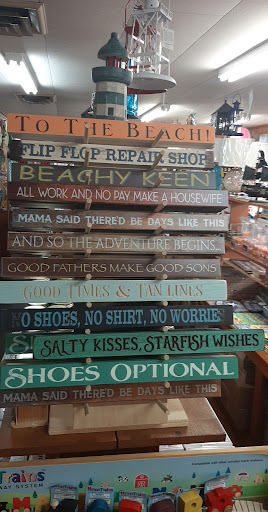 TO THE BEACH!
FLIP FLOP REPAIR SHOP
BEACHY KEEN
ALL WORK AND NO PAY MAKE A HOUSEWIFE
MAMA SAID THERE'D BE DAYS LIKE THIS
AND SO THE ADVENTURE BEGINS...
GOOD FATHERS MAKE GOOD SONS
GOOD TIMES & TAN LINES
NO SHOES, NO SHIRT, NO WORRIES
SALTY KISSES, STARFISH WISHES
SHOES OPTIONAL
MAMA SAID THERE'D BE DAYS LIKE THIS
Trains
WAY SYSTEM